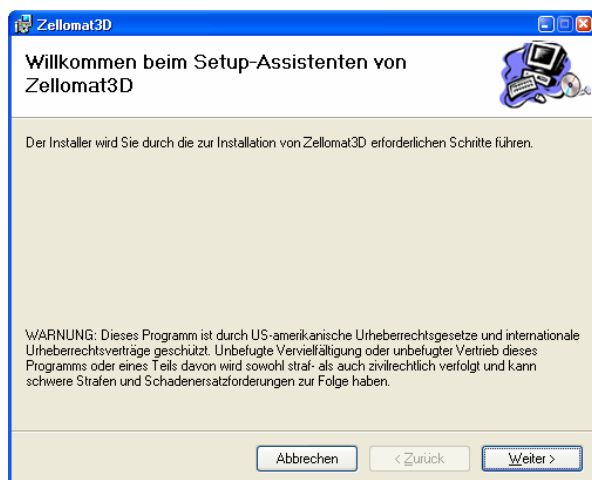 Zellomat3D
Willkommen beim Setup-Assistenten von
Zellomat3D
Der Installer wird Sie durch die zur Installation von Zellomat3D erforderlichen Schritte führen.
WARNUNG: Dieses Programm ist durch US-amerikanische Urheberrechtsgesetze und internationale
Urheberrechtsverträge geschützt. Unbefugte Vervielfältigung oder unbefugter Vertrieb dieses
Programms oder eines Teils davon wird sowohl straf- als auch zivilrechtlich verfolgt und kann
schwere Strafen und Schadenersatzforderungen zur Folge haben.
Abbrechen < Zurück Weiter >